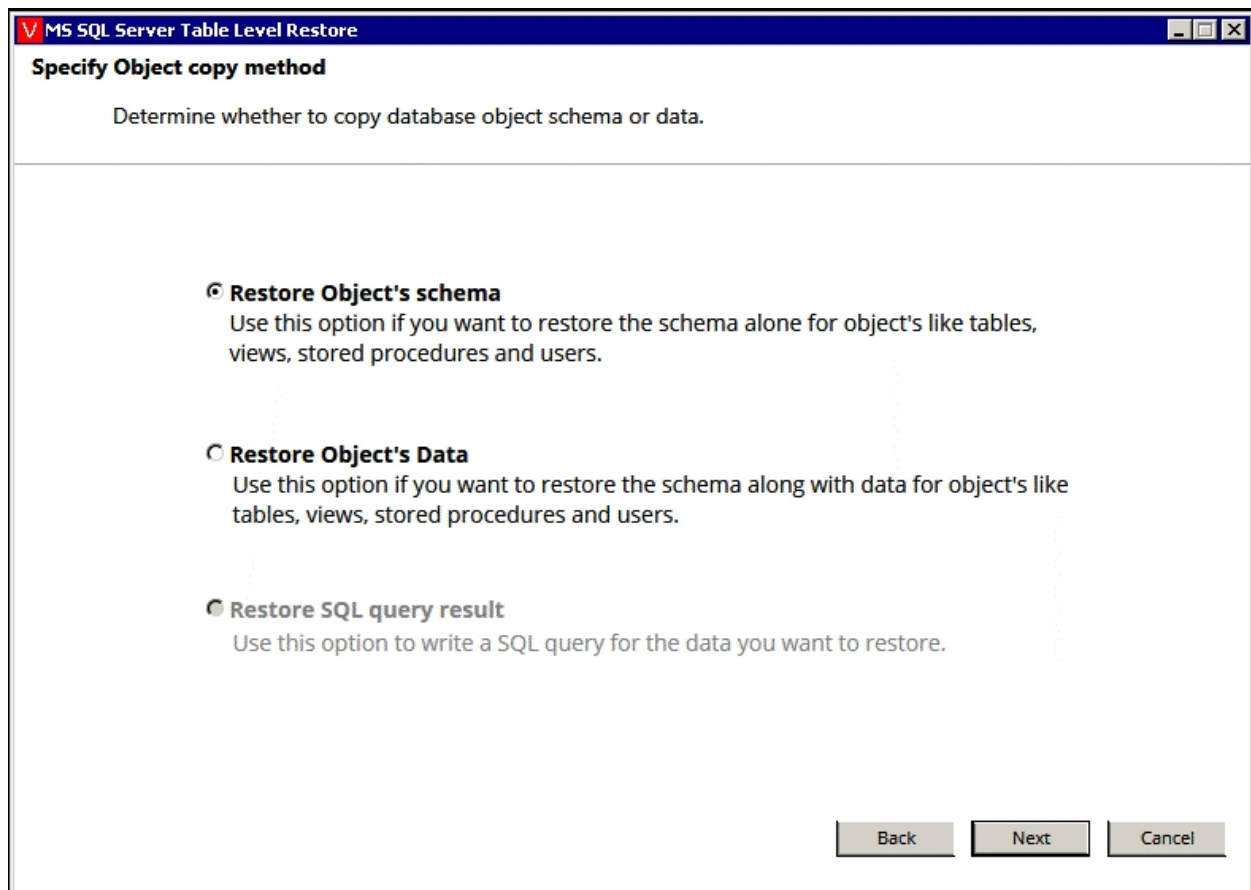 V MS SQL Server Table Level Restore
Specify Object copy method
Determine whether to copy database object schema or data.
Restore Object's schema
Use this option if you want to restore the schema alone for object's like tables,
views, stored procedures and users.
Restore Object's Data
Use this option if you want to restore the schema along with data for object's like
tables, views, stored procedures and users.
Restore SQL query result
Use this option to write a SQL query for the data you want to restore.
Back Next Cancel